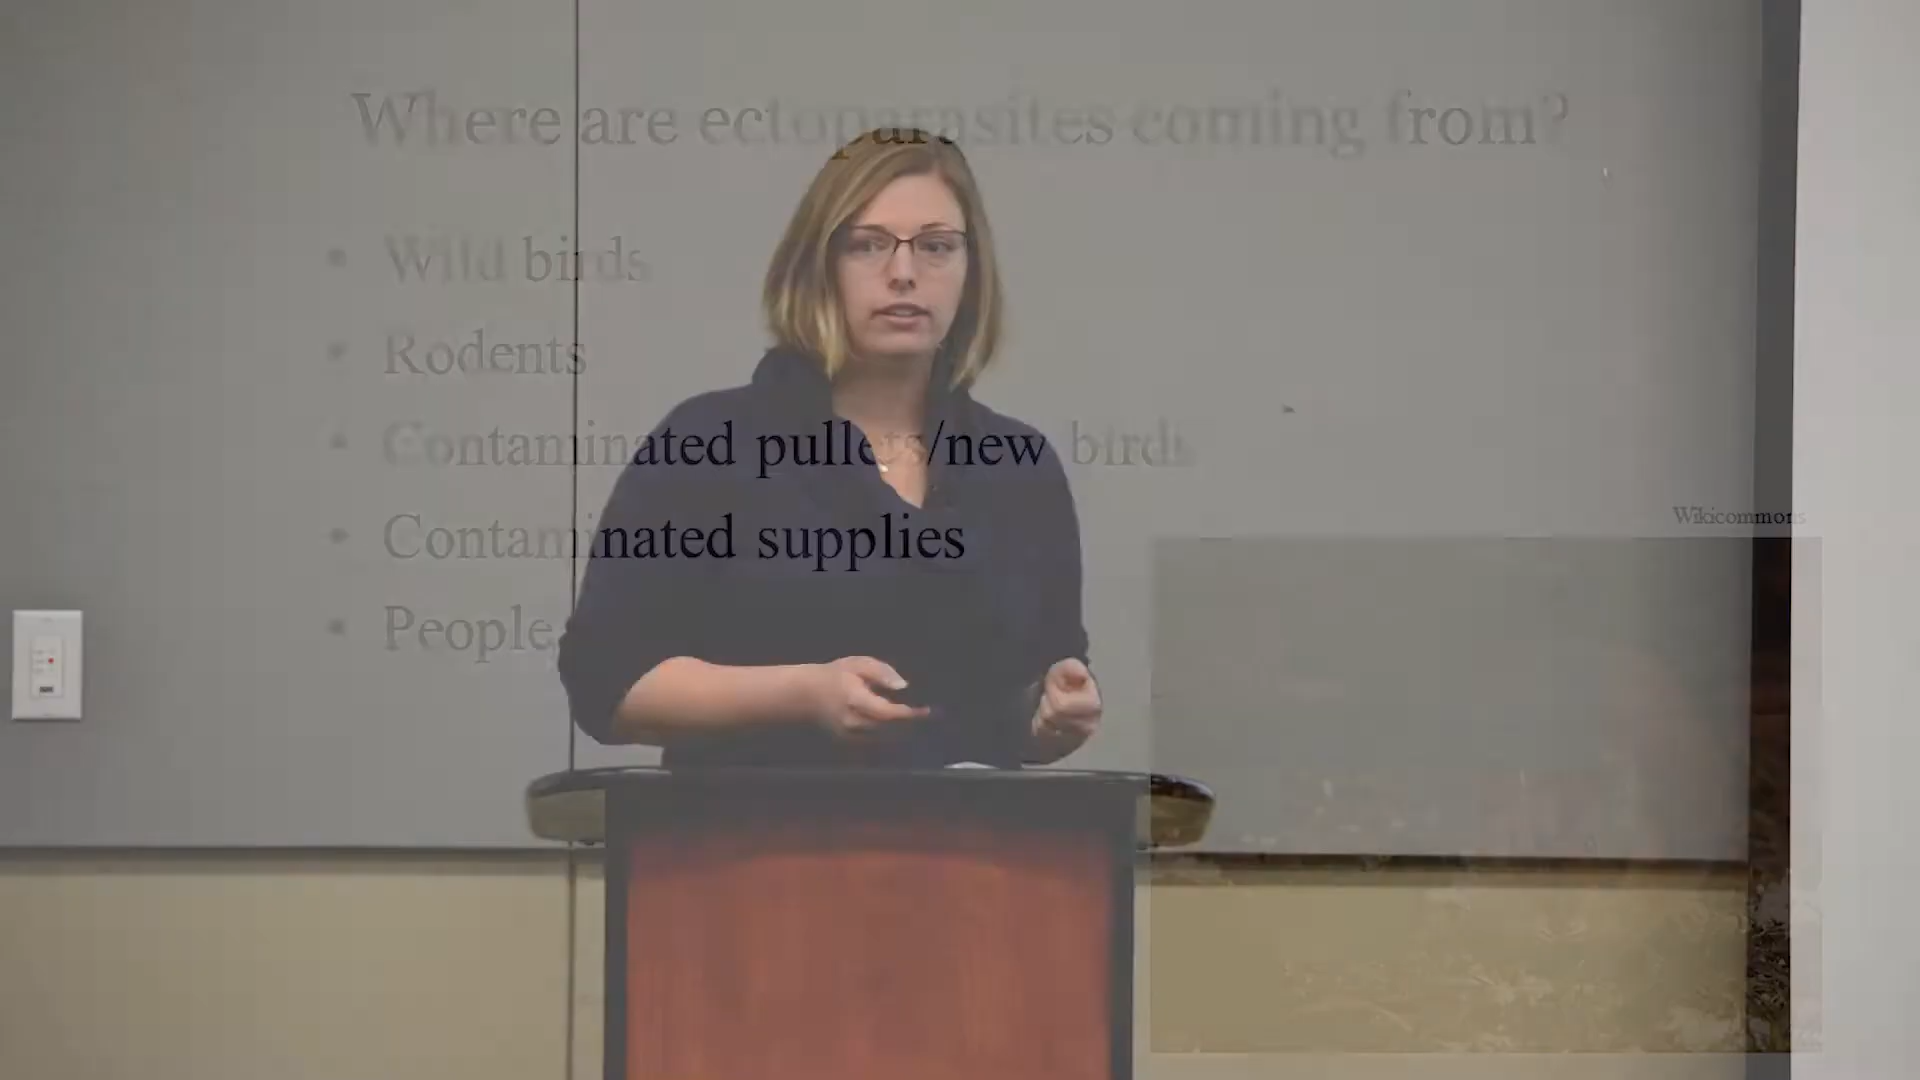 Where are ectoparasites coming from?
• Wild birds
• Rodents
• Contaminated pullets/new birds
• Contaminated supplies
• People
Wikicommons